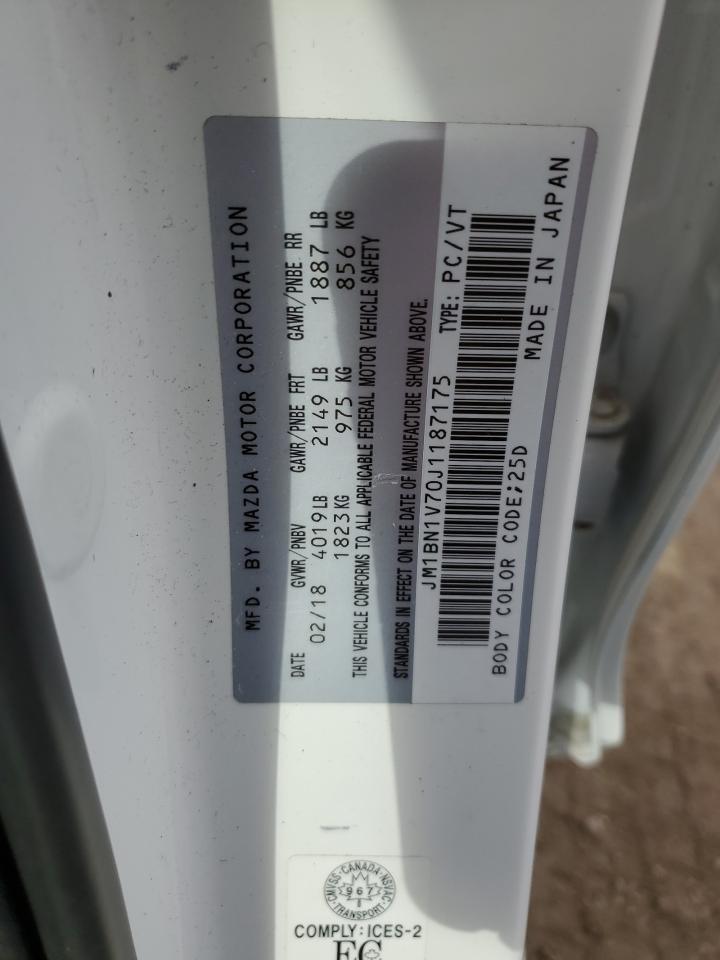 MFD. BY MAZDA MOTOR CORPORATION
DATE GVWR/PNBV GAWR/PNBE FRT GAWR/PNBE RR
02/18 4019LB 2149 LB 1887 LB
1823KG 975 KG 856 KG
THIS VEHICLE CONFORMS TO ALL APPLICABLE FEDERAL MOTOR VEHICLE SAFETY
STANDARDS IN EFFECT ON THE DATE OF MANUFACTURE SHOWN ABOVE.
JM1BN1V70J1187175 TYPE: PC/VT
BODY COLOR CODE;25D MADE IN JAPAN
CMVSS·CANADA·NSVAC
967
TRANSPORT
COMPLY:ICES-2
EC